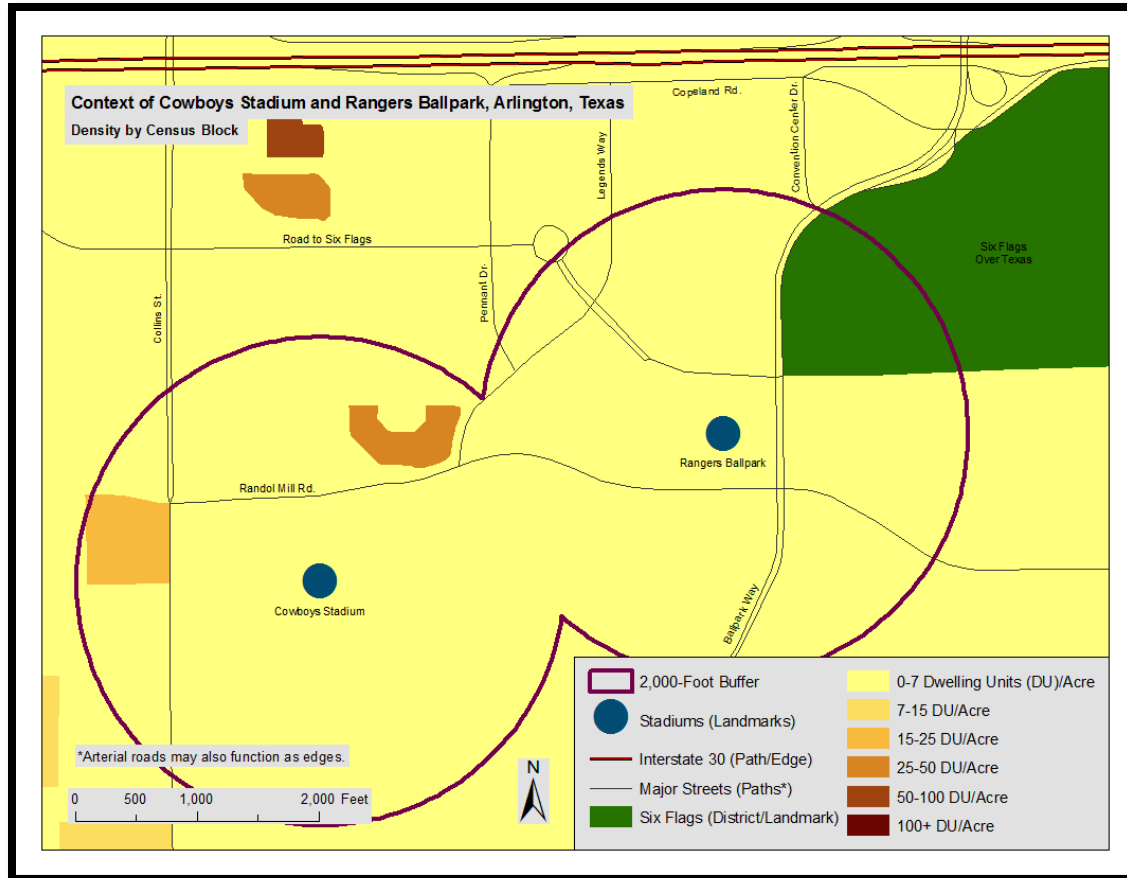 Context of Cowboys Stadium and Rangers Ballpark, Arlington, Texas
Density by Census Block
Copeland Rd.
Convention Center Dr.
Legends Way
Road to Six Flags
Six Flags
Over Texas
Pennant Dr.
Collins St.
Rangers Ballpark
Randol Mill Rd.
Cowboys Stadium
Ballpark Way
*Arterial roads may also function as edges.
0 500 1,000 2,000 Feet
N
2,000-Foot Buffer
Stadiums (Landmarks)
Interstate 30 (Path/Edge)
Major Streets (Paths*)
Six Flags (District/Landmark)
0-7 Dwelling Units (DU)/Acre
7-15 DU/Acre
15-25 DU/Acre
25-50 DU/Acre
50-100 DU/Acre
100+ DU/Acre